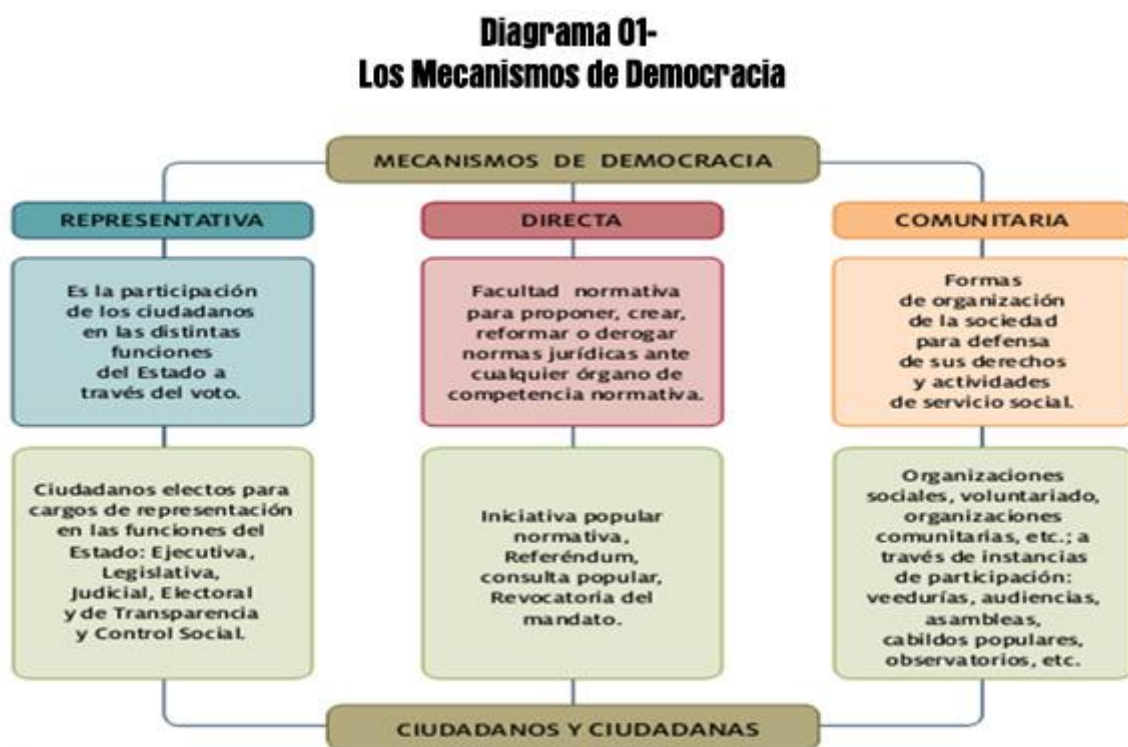 Diagrama 01-
Los Mecanismos de Democracia
MECANISMOS DE DEMOCRACIA
REPRESENTATIVA
Es la participación
de los ciudadanos
en las distintas
funciones
del Estado a
través del voto.
Ciudadanos electos para
cargos de representación
en las funciones del
Estado: Ejecutiva,
Legislativa,
Judicial, Electoral
y de Transparencia
y Control Social.
DIRECTA
Facultad normativa
para proponer, crear,
reformar o derogar
normas jurídicas ante
cualquier órgano de
competencia normativa.
Iniciativa popular
normativa,
Referéndum,
consulta popular,
Revocatoria del
mandato.
COMUNITARIA
Formas
de organización
de la sociedad
para defensa
de sus derechos
y actividades
de servicio social.
Organizaciones
sociales, voluntariado,
organizaciones
comunitarias, etc.; a
través de instancias
de participación:
veedurías, audiencias,
asambleas,
cabildos populares,
observatorios, etc.
CIUDADANOS Y CIUDADANAS